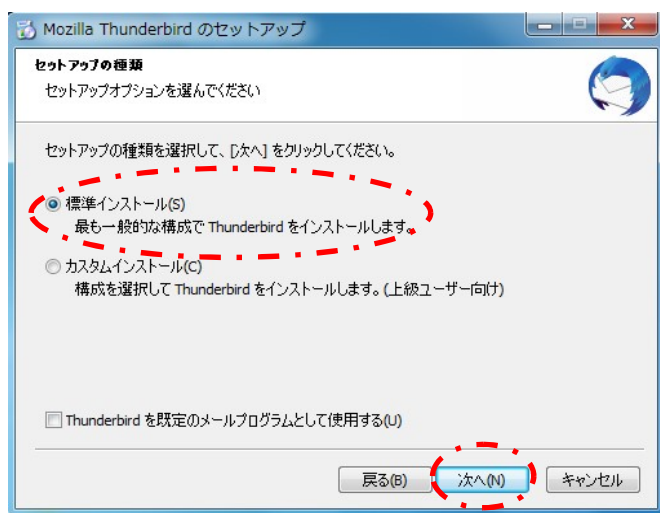 Mozilla Thunderbird のセットアップ
セットアップの種類
セットアップオプションを選んでください
セットアップの種類を選択して、[次へ] をクリックしてください。
標準インストール(S)
最も一般的な構成で Thunderbird をインストールします。
カスタムインストール(C)
構成を選択して Thunderbird をインストールします。(上級ユーザー向け)
Thunderbird を既定のメールプログラムとして使用する(U)
戻る(B) 次へ(N) キャンセル